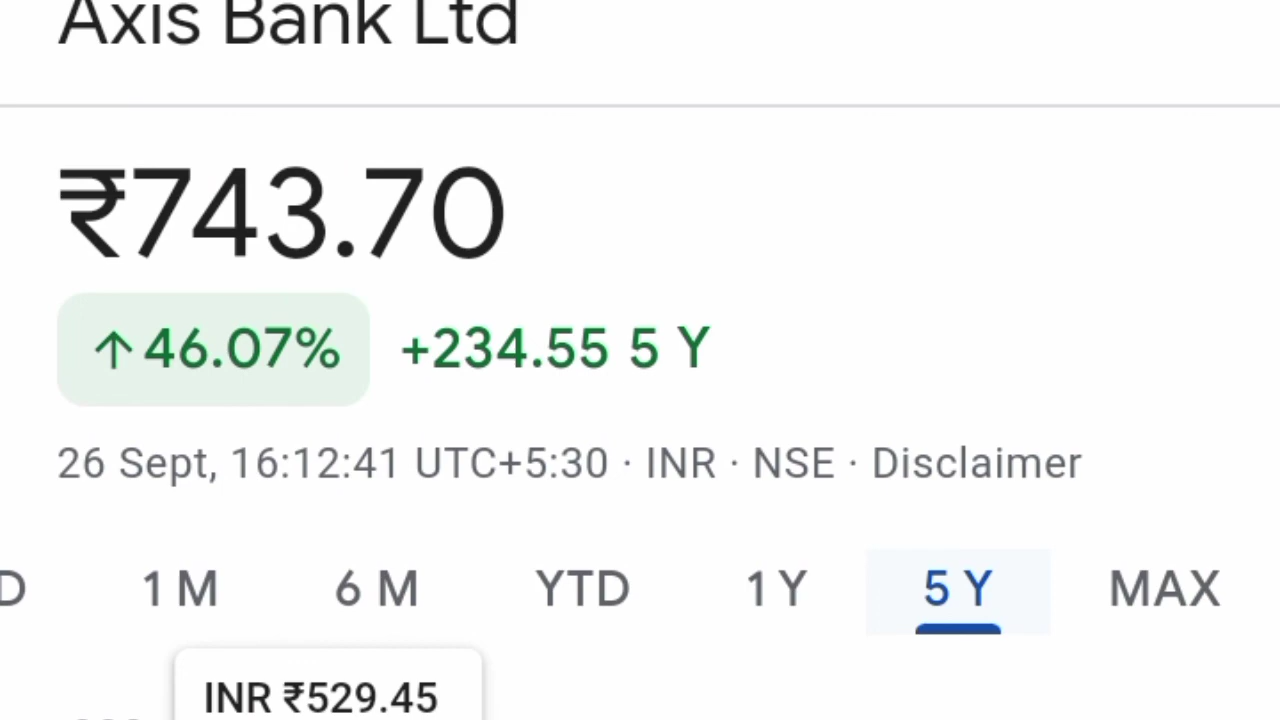 Axis Bank Ltd
₹743.70
↑46.07% +234.55 5 Y
26 Sept, 16:12:41 UTC+5:30 · INR · NSE · Disclaimer
D 1 M 6 M YTD 1 Y 5 Y MAX
INR ₹529.45